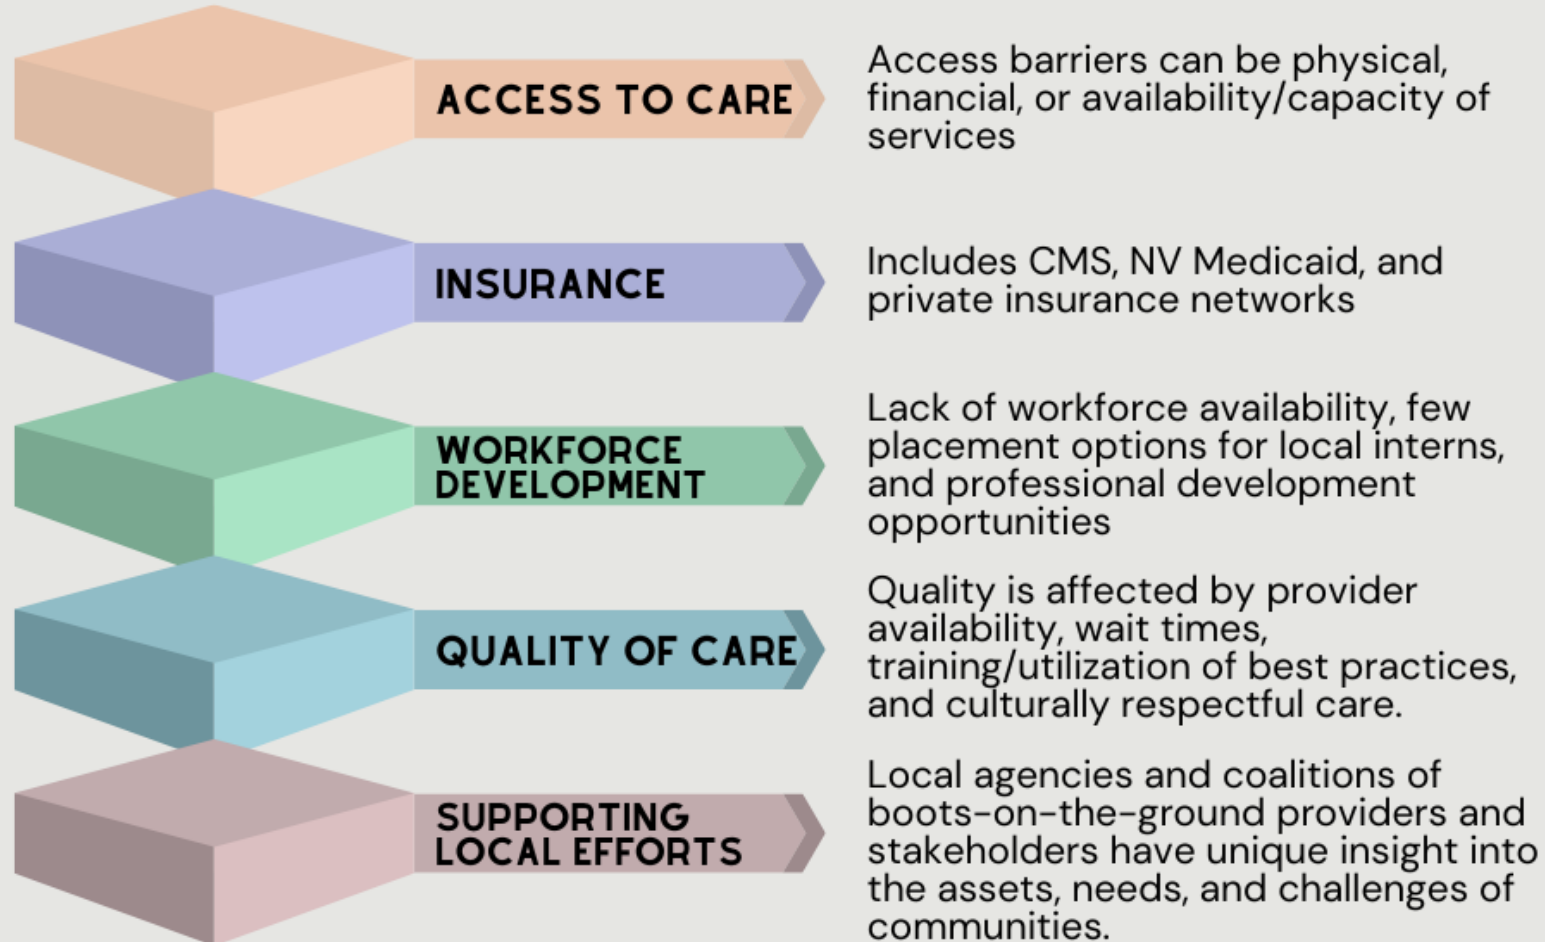 ACCESS TO CARE
Access barriers can be physical,
financial, or availability/capacity of
services
INSURANCE
Includes CMS, NV Medicaid, and
private insurance networks
WORKFORCE
DEVELOPMENT
Lack of workforce availability, few
placement options for local interns,
and professional development
opportunities
QUALITY OF CARE
Quality is affected by provider
availability, wait times,
training/utilization of best practices,
and culturally respectful care.
SUPPORTING
LOCAL EFFORTS
Local agencies and coalitions of
boots-on-the-ground providers and
stakeholders have unique insight into
the assets, needs, and challenges of
communities.